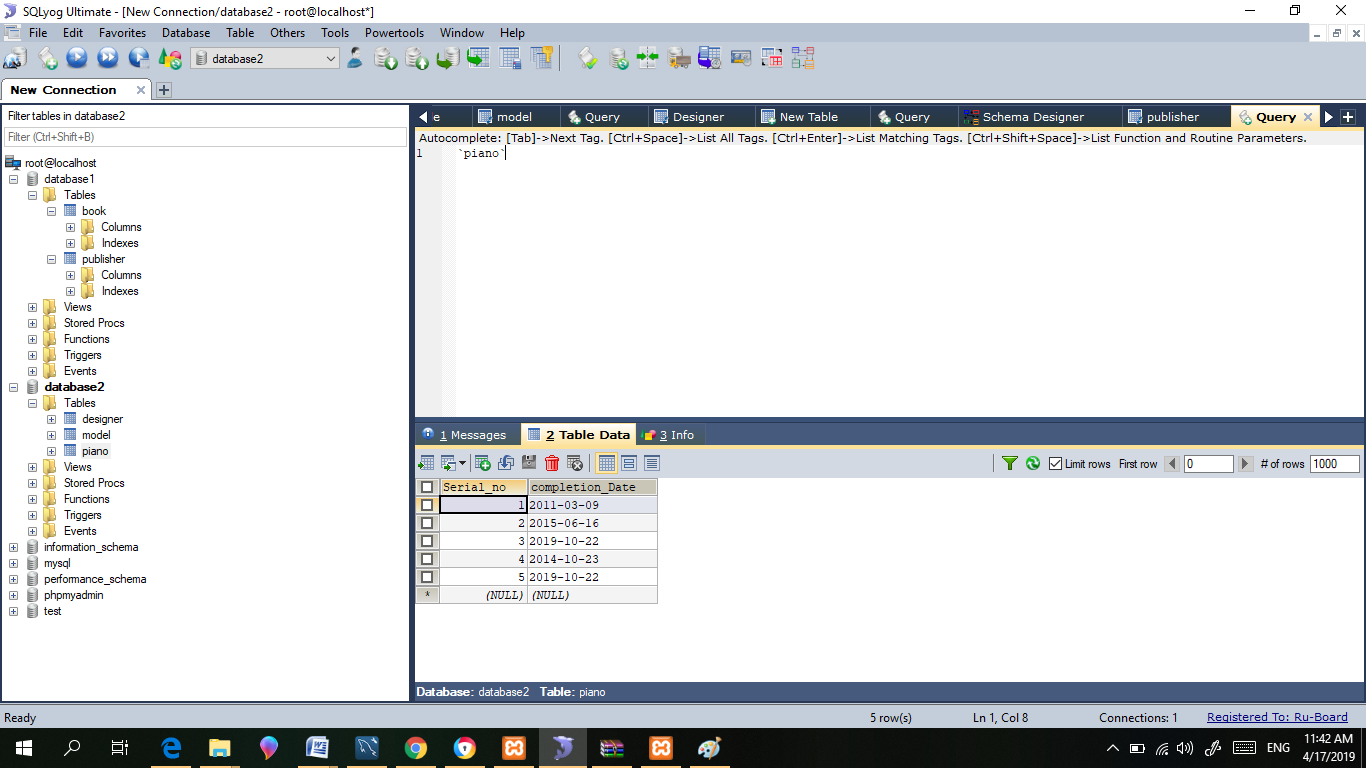 SQLyog Ultimate - [New Connection/database2 - root@localhost*]
File Edit Favorites Database Table Others Tools Powertools Window Help
database2
New Connection
Filter tables in database2
Filter (Ctrl+Shift+B)
root@localhost
database1
Tables
book
Columns
Indexes
publisher
Columns
Indexes
Views
Stored Procs
Functions
Triggers
Events
database2
Tables
designer
model
piano
Views
Stored Procs
Functions
Triggers
Events
information_schema
mysql
performance_schema
phpmyadmin
test
e model Query Designer New Table Query Schema Designer publisher Query
Autocomplete: [Tab]->Next Tag. [Ctrl+Space]->List All Tags. [Ctrl+Enter]->List Matching Tags. [Ctrl+Shift+Space]->List Function and Routine Parameters.
1 `piano`
1 Messages 2 Table Data 3 Info
Limit rows First row 0 # of rows 1000
Serial_no completion_Date
1 2011-03-09
2 2015-06-16
3 2019-10-22
4 2014-10-23
5 2019-10-22
* (NULL) (NULL)
Database: database2 Table: piano
Ready 5 row(s) Ln 1, Col 8 Connections: 1 Registered To: Ru-Board
ENG 11:42 AM
4/17/2019